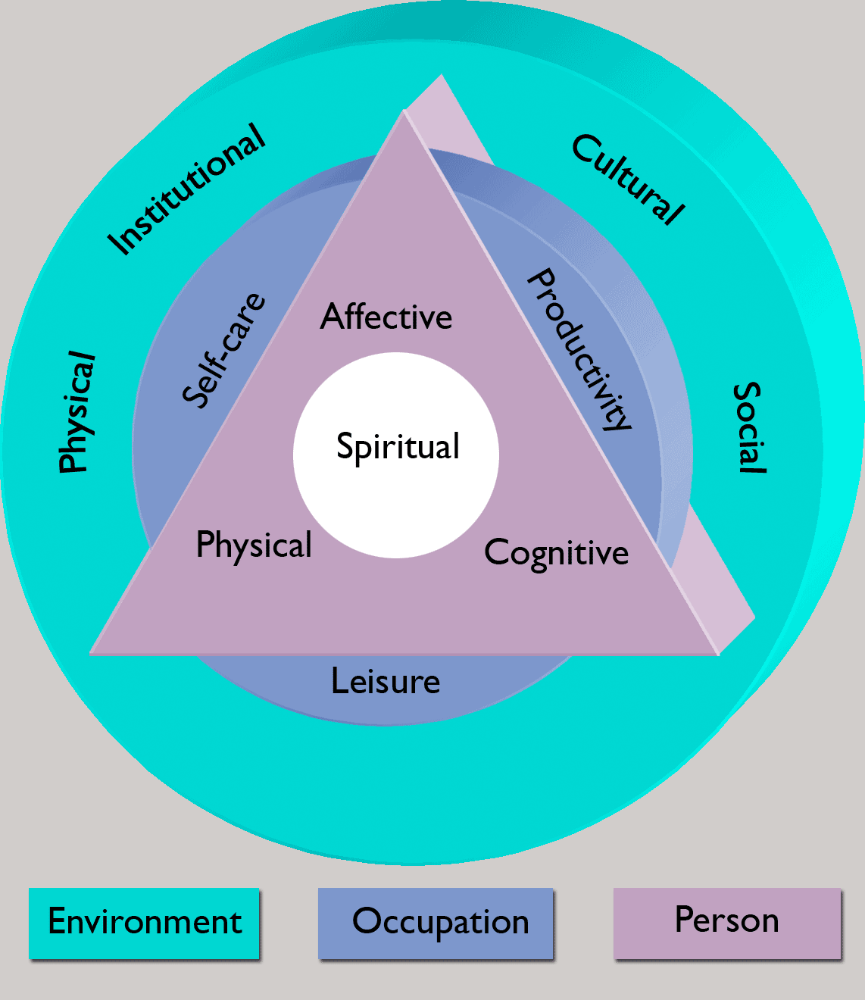 Institutional
Cultural
Physical
Social
Self-care
Productivity
Affective
Spiritual
Physical
Cognitive
Leisure
Environment
Occupation
Person